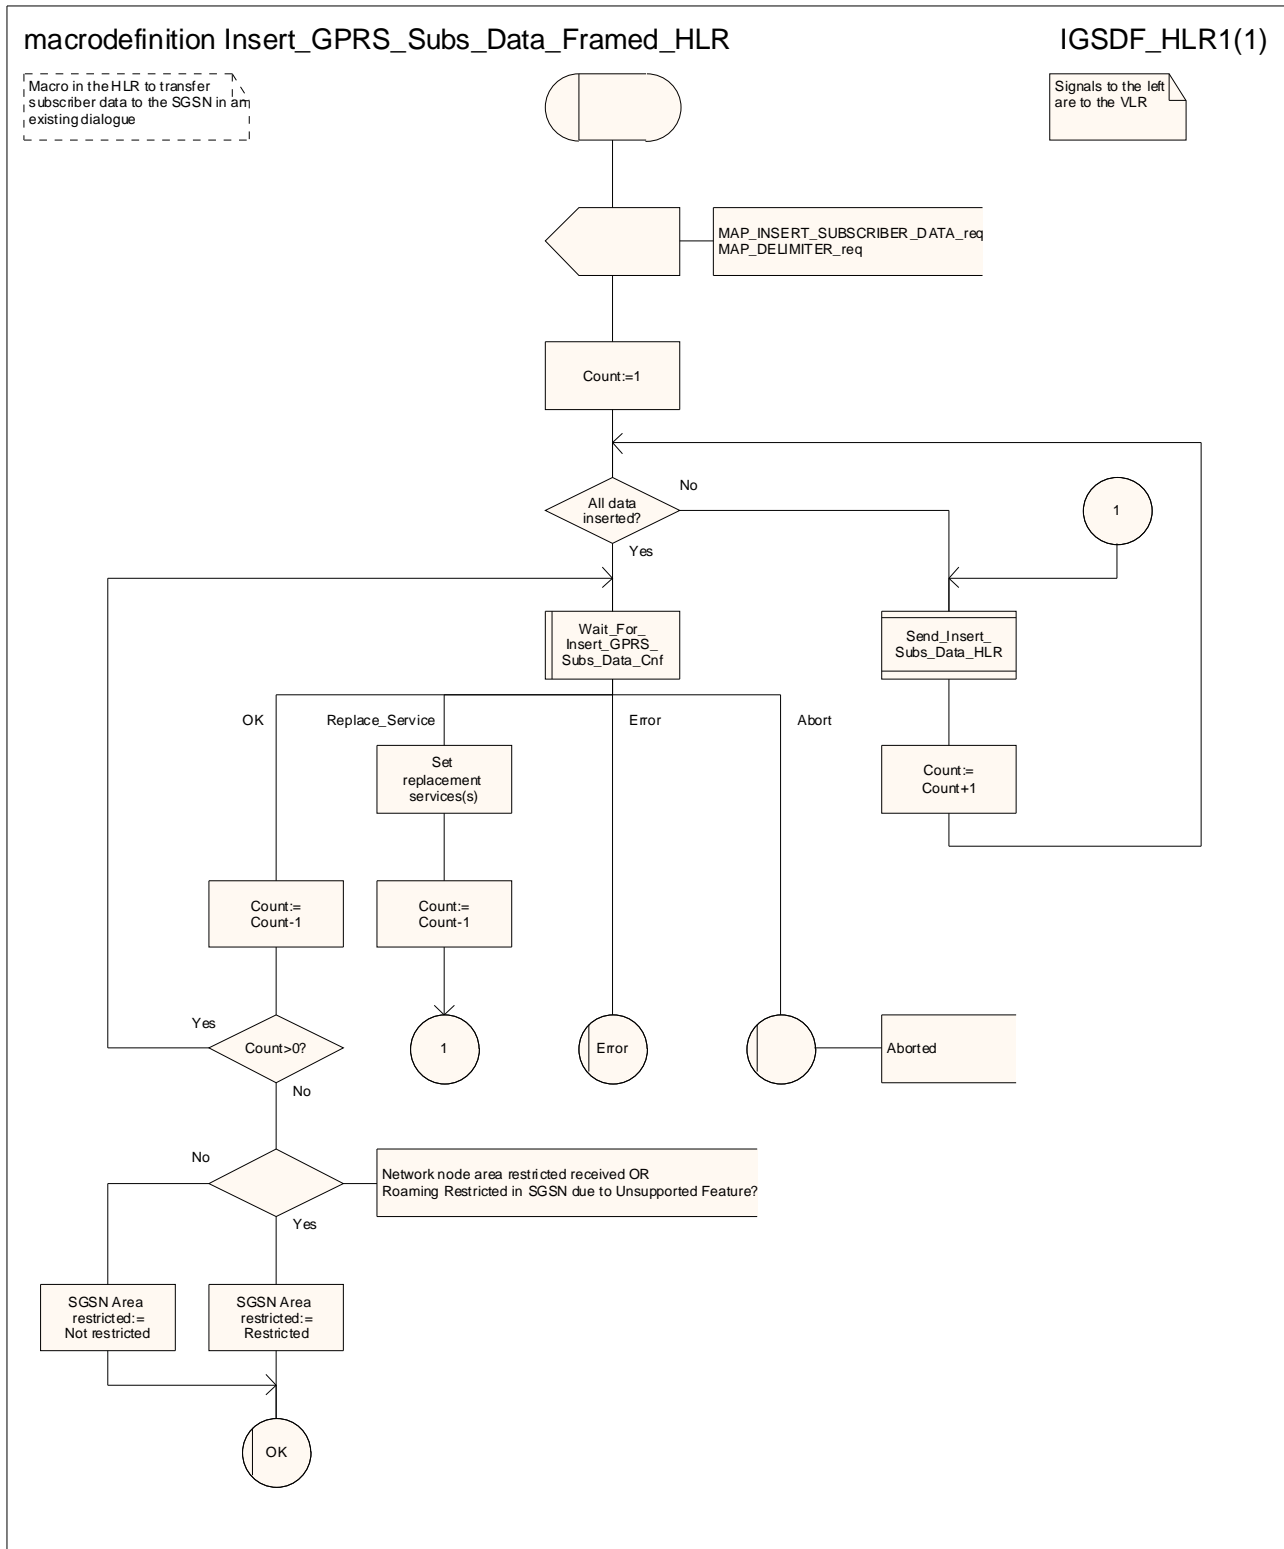 macrodefinition Insert_GPRS_Subs_Data_Framed_HLR
IGSDF_HLR1(1)
Macro in the HLR to transfer
subscriber data to the SGSN in an
existing dialogue
Signals to the left
are to the VLR
MAP_INSERT_SUBSCRIBER_DATA_req
MAP_DELIMITER_req
Count:=1
No
All data
inserted?
1
Yes
Wait_For_
Insert_GPRS_
Subs_Data_Cnf
Send_Insert_
Subs_Data_HLR
OK
Replace_Service
Error
Abort
Set
replacement
services(s)
Count:=
Count+1
Count:=
Count-1
Count:=
Count-1
Yes
Count>0?
1
Error
Aborted
No
No
Network node area restricted received OR
Roaming Restricted in SGSN due to Unsupported Feature?
Yes
SGSN Area
restricted:=
Not restricted
SGSN Area
restricted:=
Restricted
OK